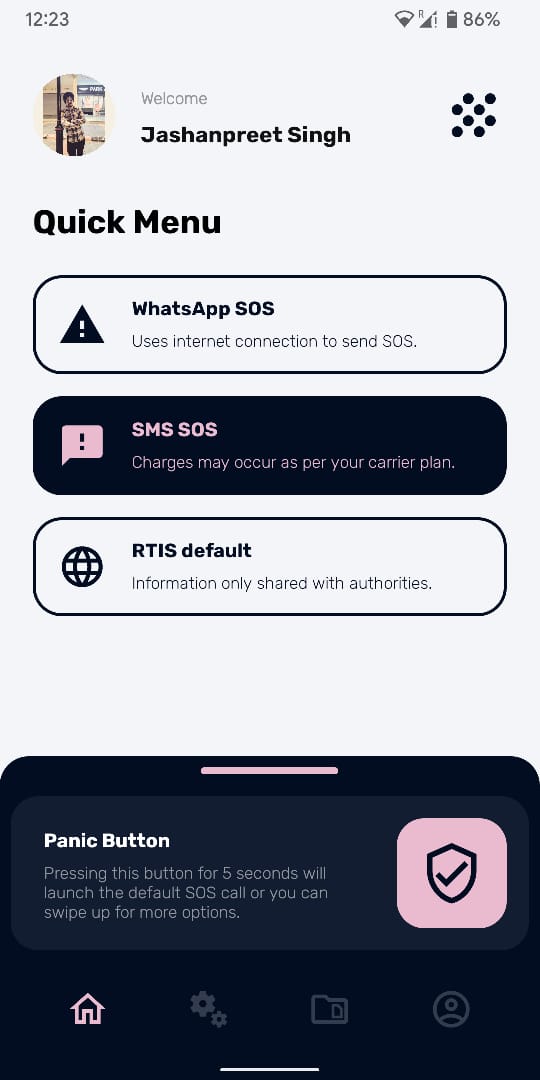 12:23
R
86%
PARK
Welcome
Jashanpreet Singh
Quick Menu
WhatsApp SOS
Uses internet connection to send SOS.
SMS SOS
Charges may occur as per your carrier plan.
RTIS default
Information only shared with authorities.
Panic Button
Pressing this button for 5 seconds will
launch the default SOS call or you can
swipe up for more options.